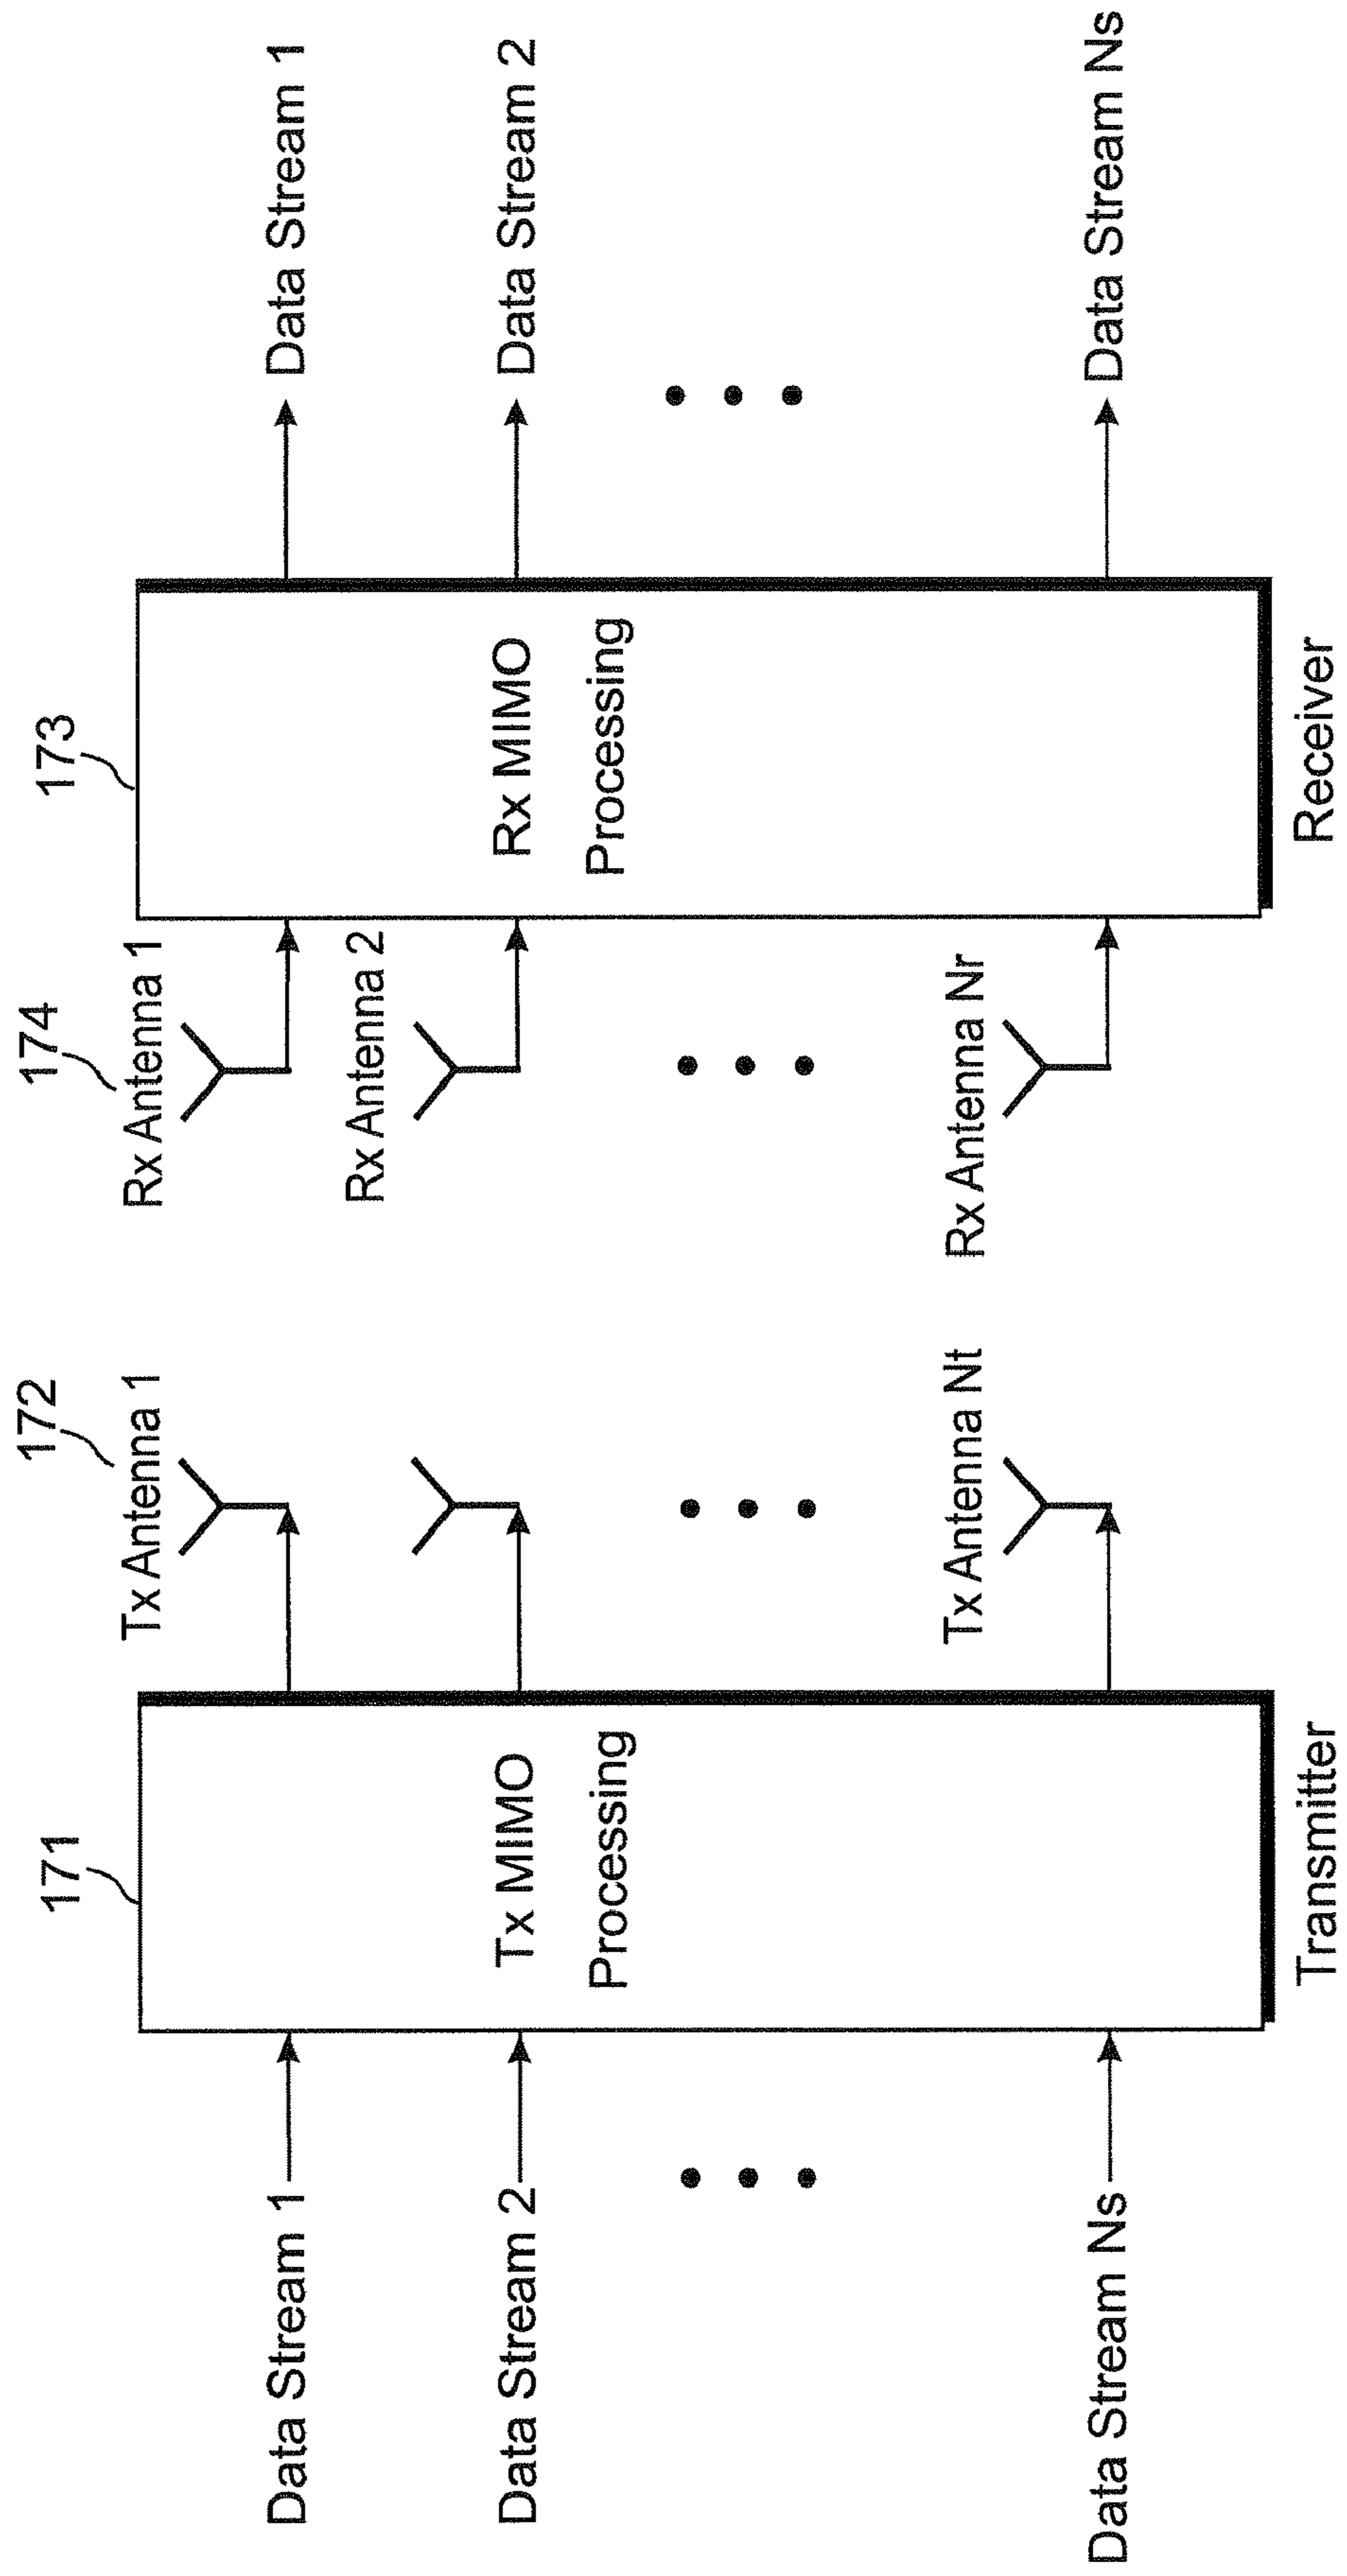 171
172
174
173
Tx Antenna 1
Rx Antenna 1
Data Stream 1
Data Stream 1
Rx Antenna 2
Data Stream 2
Tx MIMO
Processing
Rx MIMO
Processing
Data Stream 2
Tx Antenna Nt
Rx Antenna Nr
Data Stream Ns
Data Stream Ns
Transmitter
Receiver